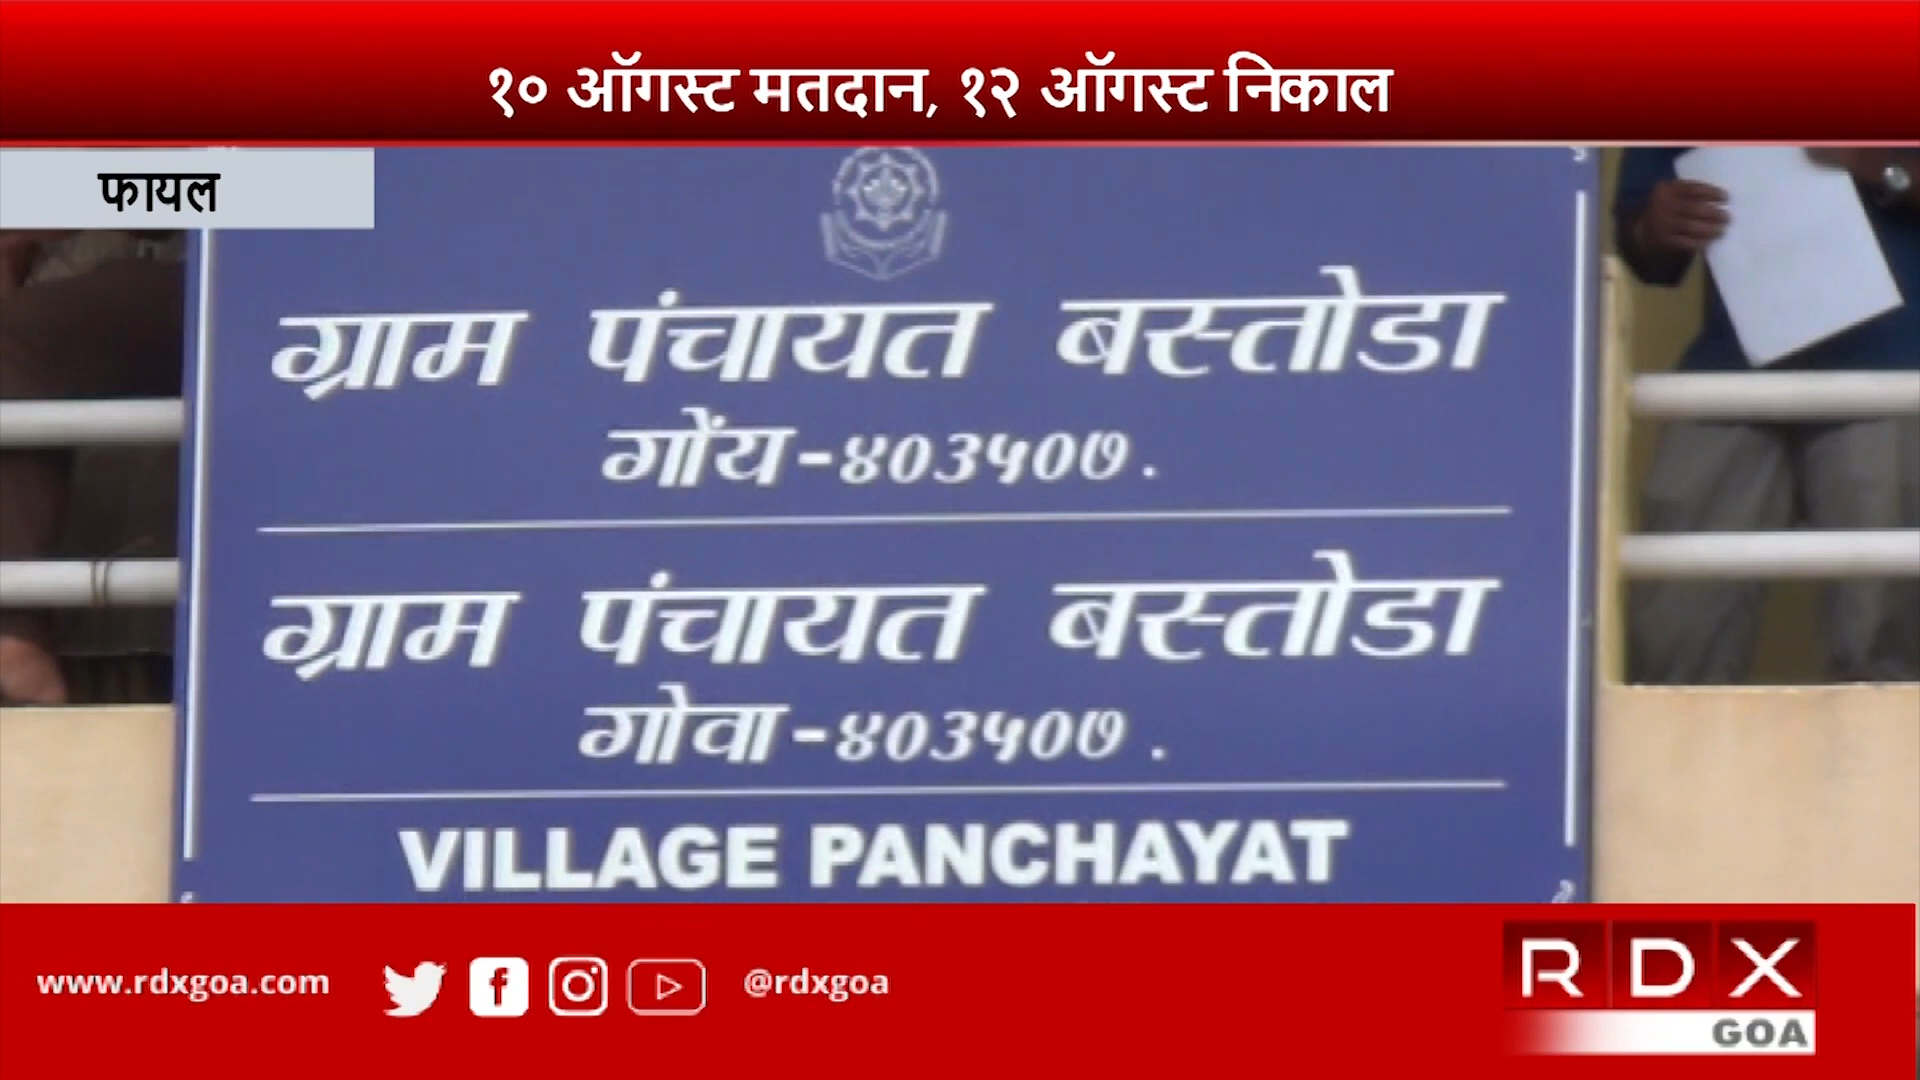 १० ऑगस्ट मतदान, १२ ऑगस्ट निकाल
फायल
ग्राम पंचायत बस्तोडा
गोंय-४०३५०७.
ग्राम पंचायत बस्तोडा
गोवा-४०३५०७.
VILLAGE PANCHAYAT
www.rdxgoa.com
@rdxgoa
RDX
GOA